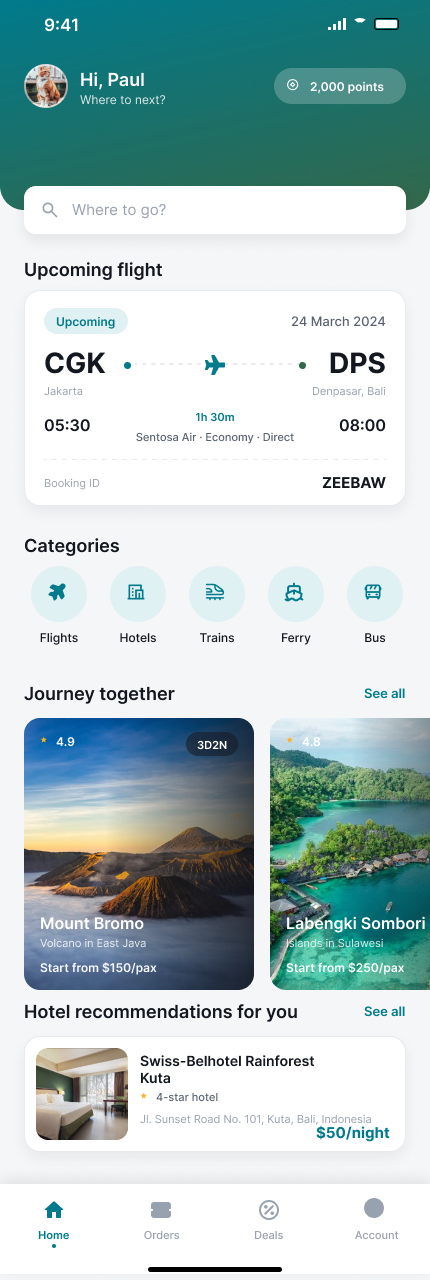 9:41
Hi, Paul
Where to next?
2,000 points
Where to go?
Upcoming flight
Upcoming
24 March 2024
CGK
DPS
Jakarta
Denpasar, Bali
05:30
1h 30m
08:00
Sentosa Air · Economy · Direct
Booking ID
ZEEBAW
Categories
Flights
Hotels
Trains
Ferry
Bus
Journey together
See all
4.9
3D2N
4.8
Mount Bromo
Volcano in East Java
Start from $150/pax
Labengki Sombori
Islands in Sulawesi
Start from $250/pax
Hotel recommendations for you
See all
Swiss-Belhotel Rainforest
Kuta
4-star hotel
Jl. Sunset Road No. 101, Kuta, Bali, Indonesia
$50/night
Home
Orders
Deals
Account